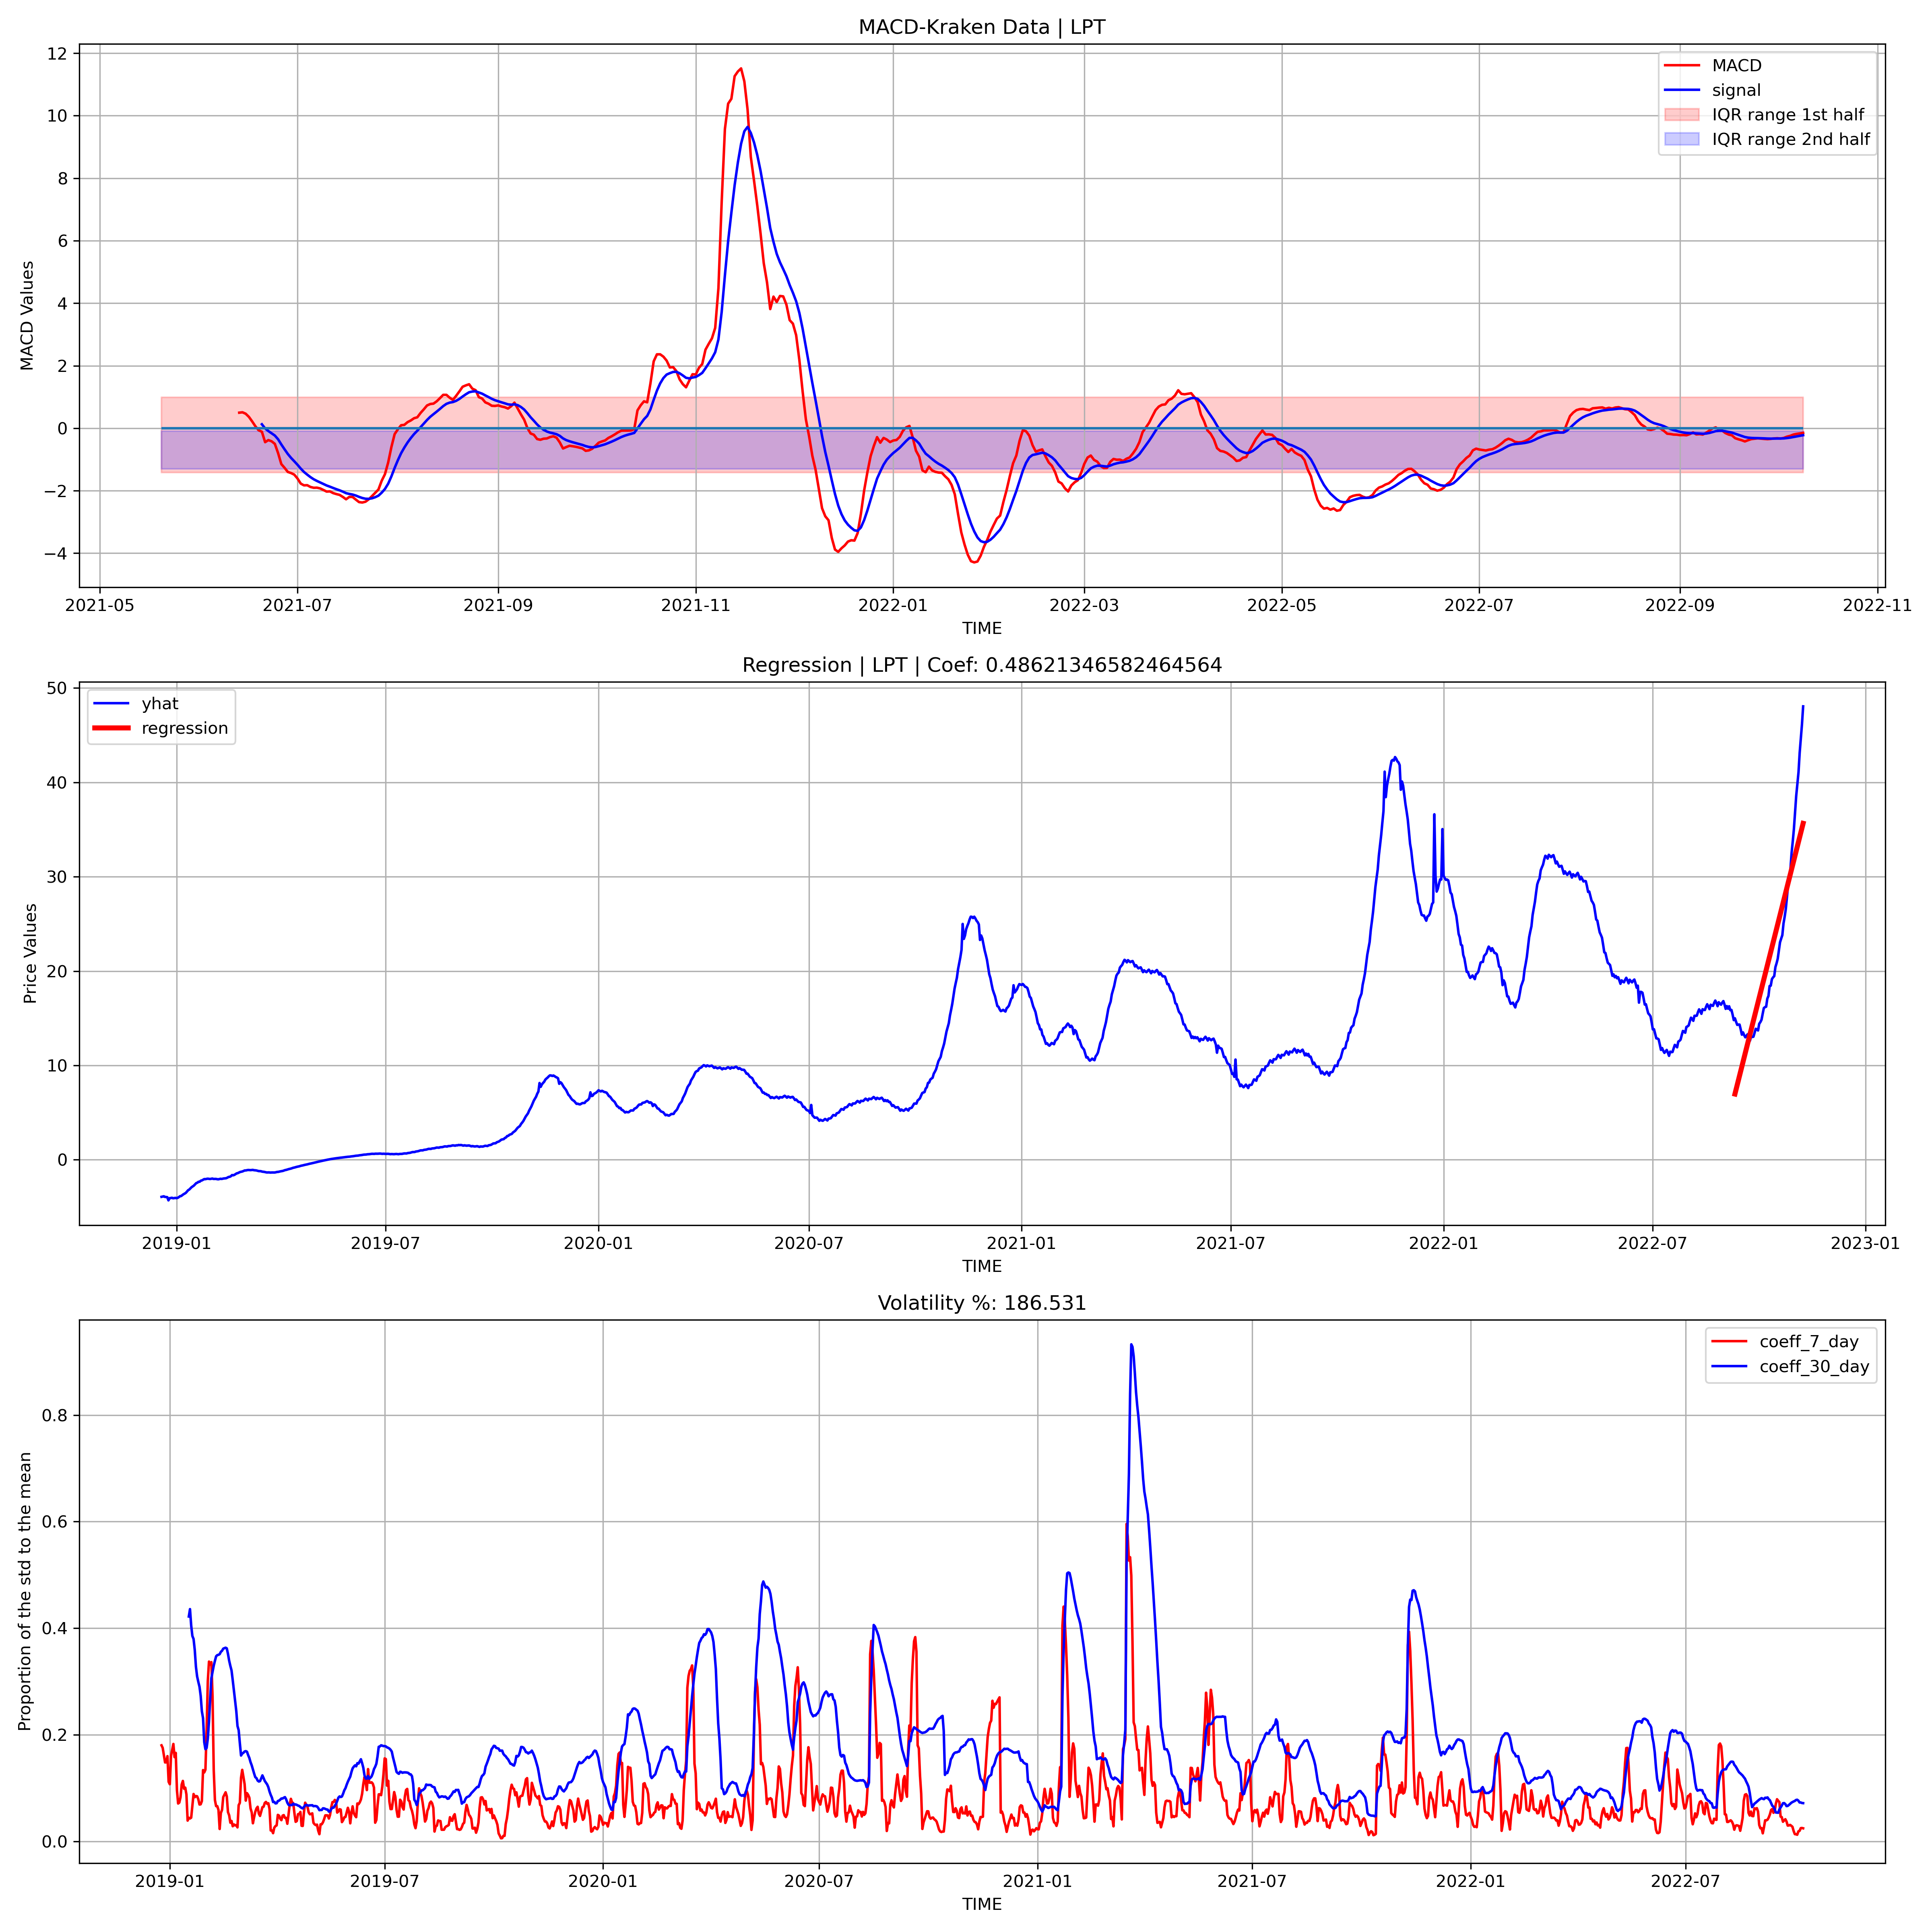 MACD-Kraken Data | LPT
12
10
8
6
4
2
0
−2
−4
MACD Values
MACD
signal
IQR range 1st half
IQR range 2nd half
2021-05 2021-07 2021-09 2021-11 2022-01 2022-03 2022-05 2022-07 2022-09 2022-11
TIME
Regression | LPT | Coef: 0.48621346582464564
50
40
30
20
10
0
Price Values
yhat
regression
2019-01 2019-07 2020-01 2020-07 2021-01 2021-07 2022-01 2022-07 2023-01
TIME
Volatility %: 186.531
0.8
0.6
0.4
0.2
0.0
Proportion of the std to the mean
coeff_7_day
coeff_30_day
2019-01 2019-07 2020-01 2020-07 2021-01 2021-07 2022-01 2022-07
TIME